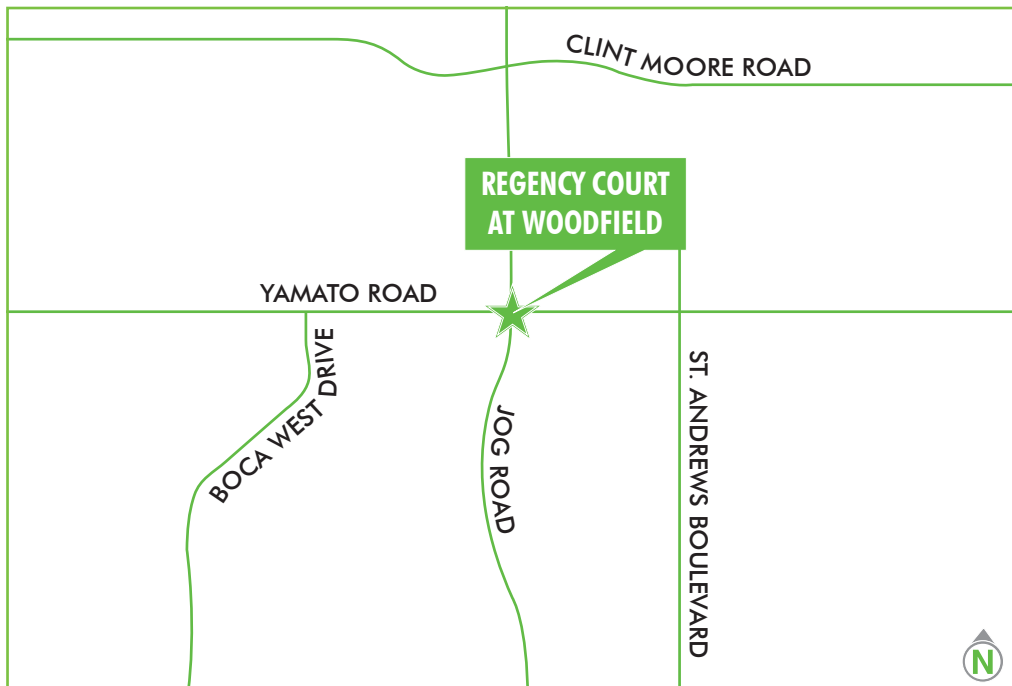 CLINT MOORE ROAD
REGENCY COURT
AT WOODFIELD
YAMATO ROAD
BOCA WEST DRIVE
JOG ROAD
ST. ANDREWS BOULEVARD
N